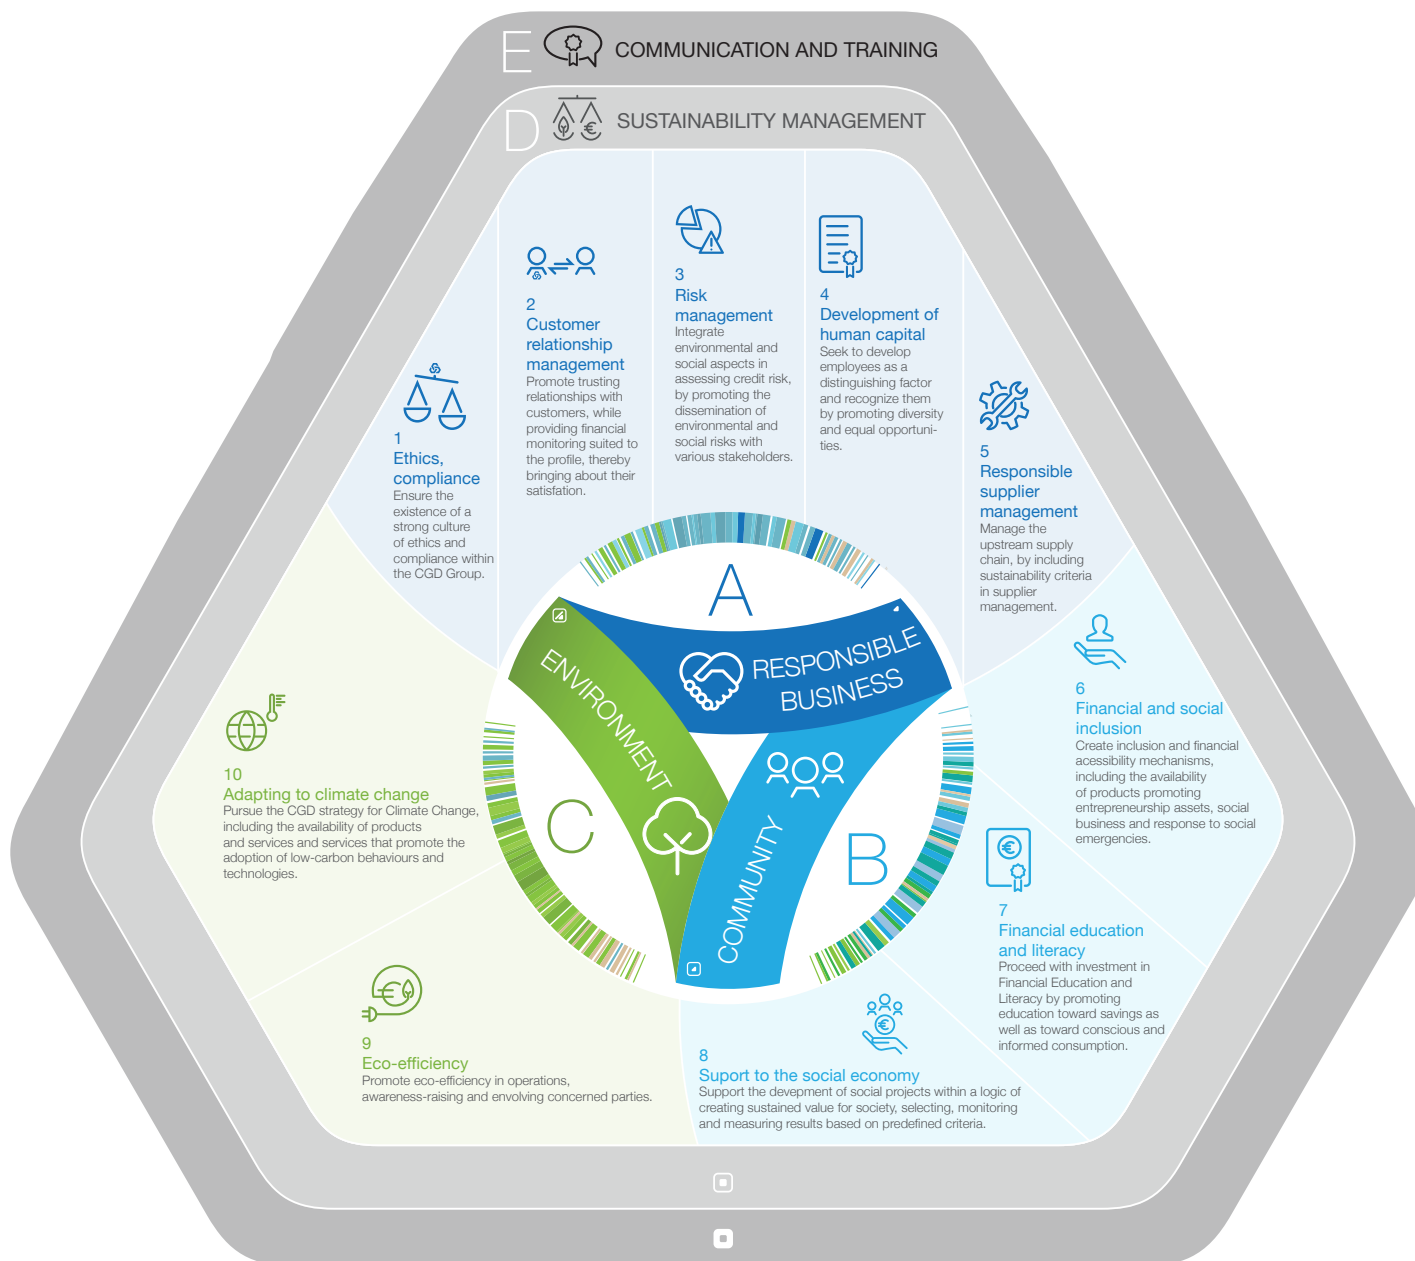 E
COMMUNICATION AND TRAINING
D
SUSTAINABILITY MANAGEMENT
1
Ethics,
compliance
Ensure the
existence of a
strong culture
of ethics and
compliance within
the CGD Group.
2
Customer
relationship
management
Promote trusting
relationships with
customers, while
providing financial
monitoring suited to
the profile, thereby
bringing about their
satisfation.
3
Risk
management
Integrate
environmental and
social aspects in
assessing credit risk,
by promoting the
dissemination of
environmental and
social risks with
various stakeholders.
4
Development of
human capital
Seek to develop
employees as a
distinguishing factor
and recognize them
by promoting diversity
and equal opportuni-
ties.
5
Responsible
supplier
management
Manage the
upstream supply
chain, by including
sustainability criteria
in supplier
management.
A
RESPONSIBLE
BUSINESS
ENVIRONMENT
C
COMMUNITY
B
6
Financial and social
inclusion
Create inclusion and financial
acessibility mechanisms,
including the availability
of products promoting
entrepreneurship assets, social
business and response to social
emergencies.
7
Financial education
and literacy
Proceed with investment in
Financial Education and
Literacy by promoting
education toward savings as
well as toward conscious and
informed consumption.
8
Suport to the social economy
Support the devepment of social projects within a logic of
creating sustained value for society, selecting, monitoring
and measuring results based on predefined criteria.
9
Eco-efficiency
Promote eco-efficiency in operations,
awareness-raising and envolving concerned parties.
10
Adapting to climate change
Pursue the CGD strategy for Climate Change,
including the availability of products
and services and services that promote the
adoption of low-carbon behaviours and
technologies.